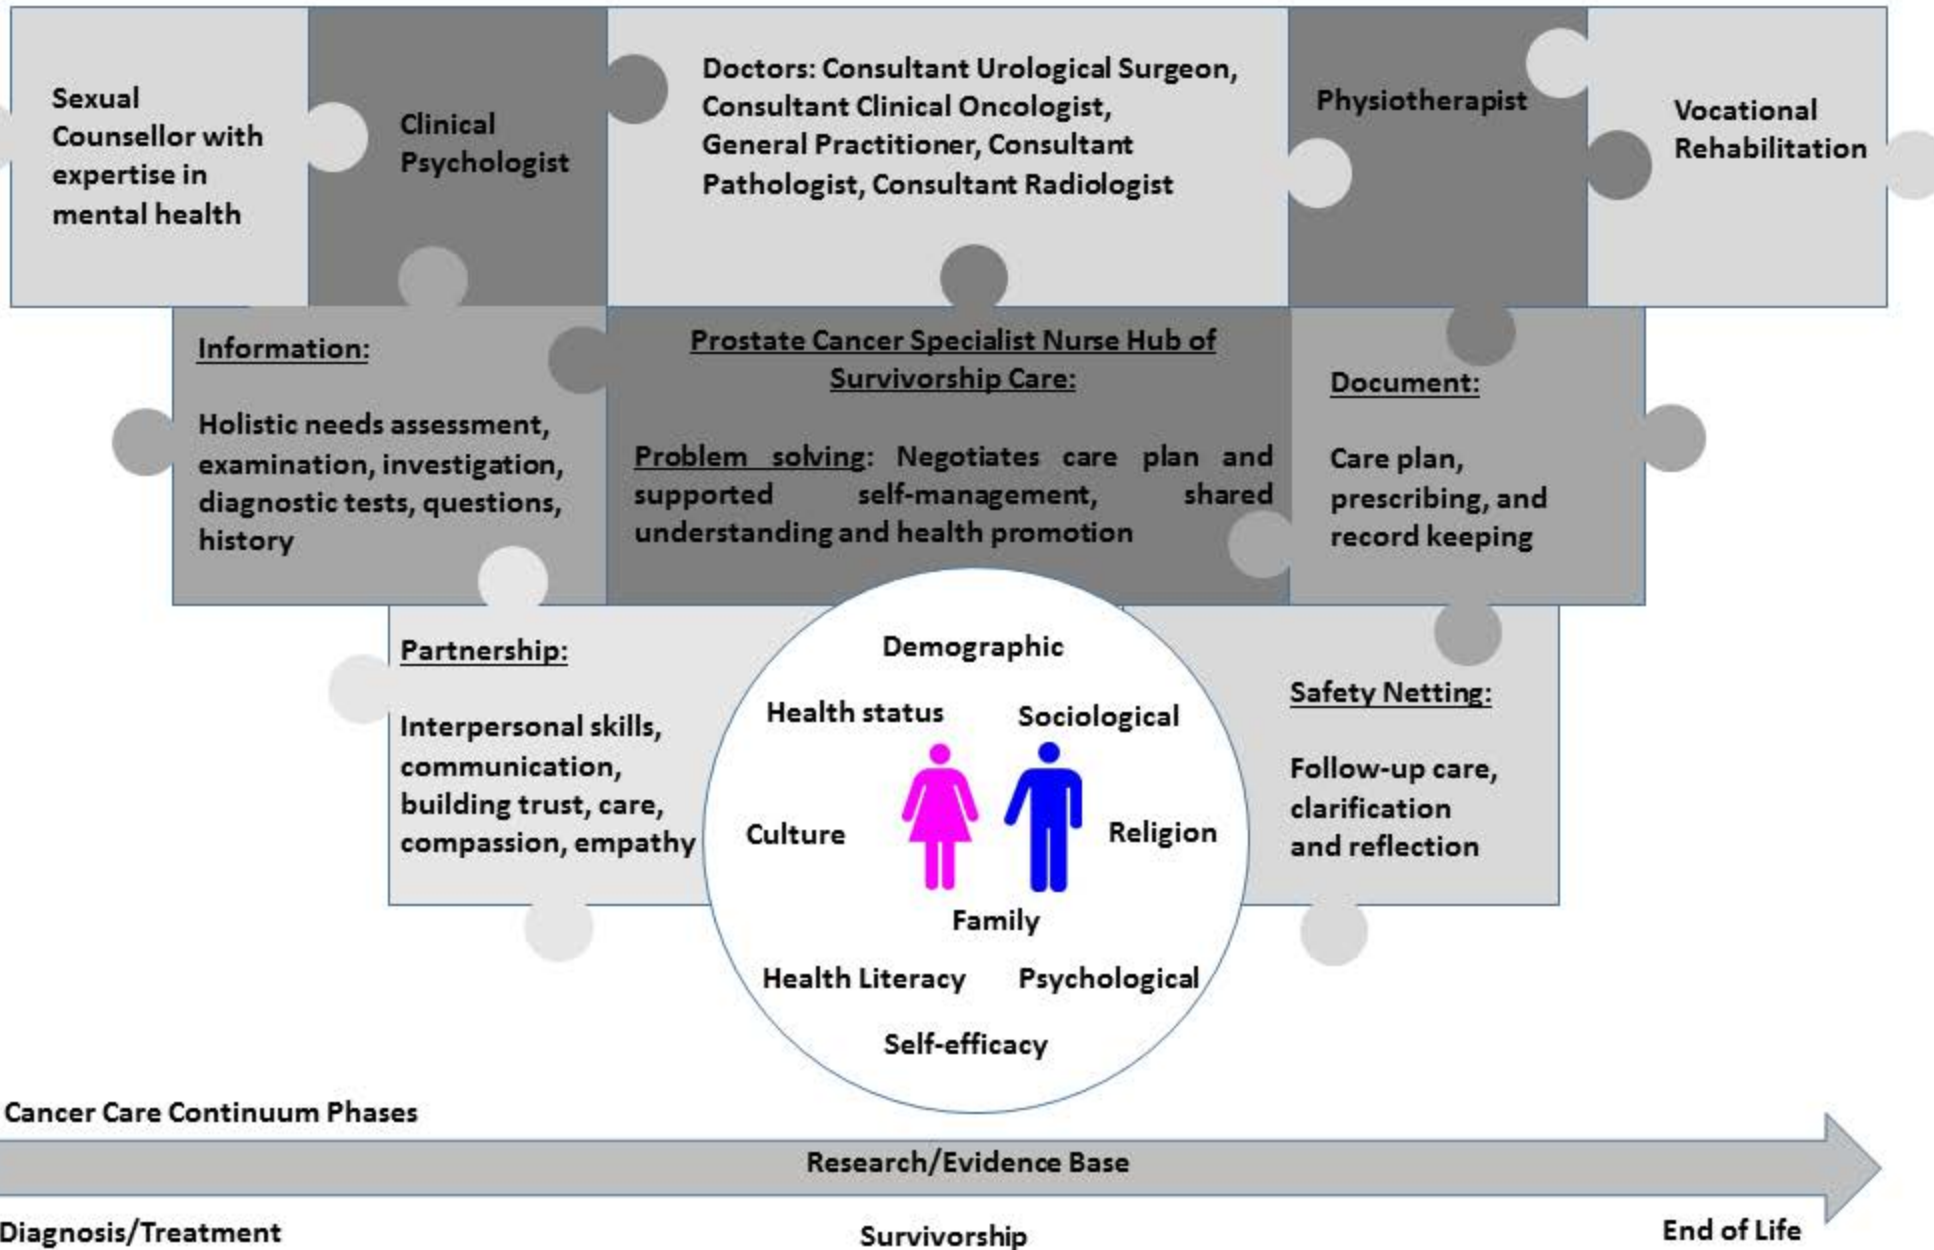 Sexual
Counsellor with
expertise in
mental health
Clinical
Psychologist
Doctors: Consultant Urological Surgeon,
Consultant Clinical Oncologist,
General Practitioner, Consultant
Pathologist, Consultant Radiologist
Physiotherapist
Vocational
Rehabilitation
Information:
Holistic needs assessment,
examination, investigation,
diagnostic tests, questions,
history
Prostate Cancer Specialist Nurse Hub of
Survivorship Care:
Problem solving: Negotiates care plan and
supported self-management, shared
understanding and health promotion
Document:
Care plan,
prescribing, and
record keeping
Partnership:
Interpersonal skills,
communication,
building trust, care,
compassion, empathy
Demographic
Health status
Sociological
Culture
Religion
Family
Health Literacy
Psychological
Self-efficacy
Safety Netting:
Follow-up care,
clarification
and reflection
Cancer Care Continuum Phases
Research/Evidence Base
Diagnosis/Treatment
Survivorship
End of Life